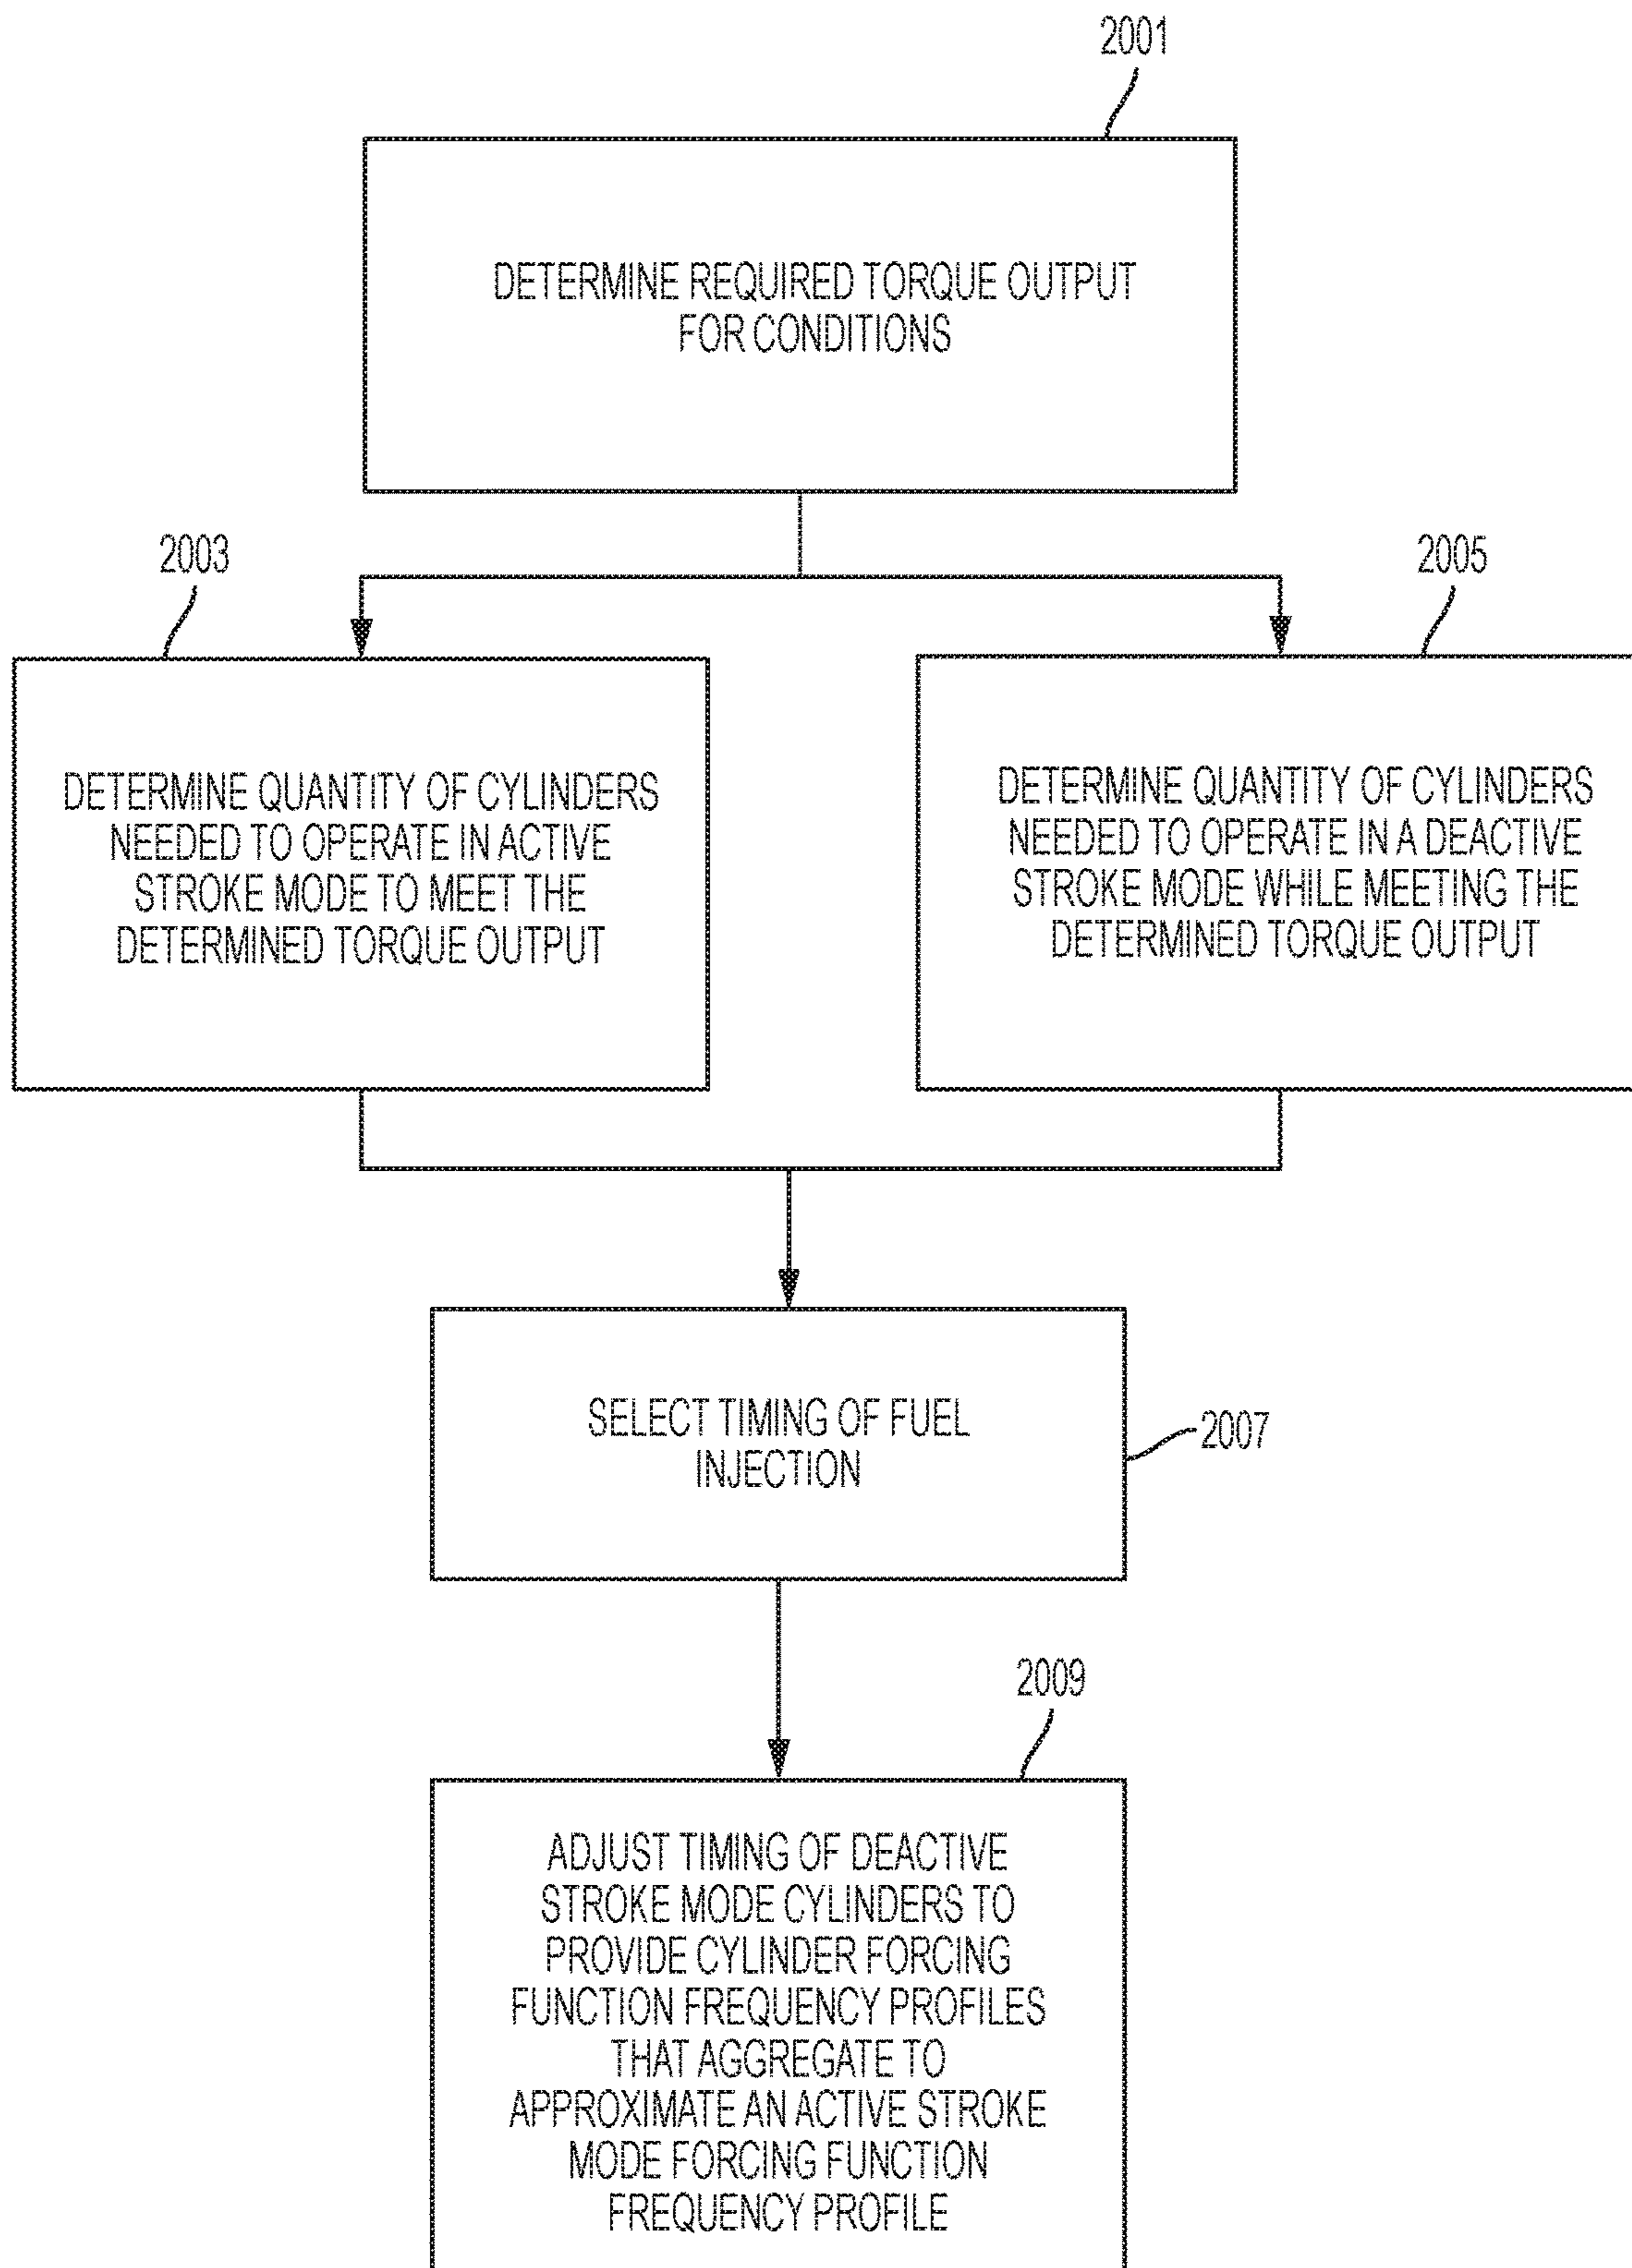 2001
DETERMINE REQUIRED TORQUE OUTPUT
FOR CONDITIONS
2003
2005
DETERMINE QUANTITY OF CYLINDERS
NEEDED TO OPERATE IN ACTIVE
STROKE MODE TO MEET THE
DETERMINED TORQUE OUTPUT
DETERMINE QUANTITY OF CYLINDERS
NEEDED TO OPERATE IN A DEACTIVE
STROKE MODE WHILE MEETING THE
DETERMINED TORQUE OUTPUT
SELECT TIMING OF FUEL
INJECTION
2007
2009
ADJUST TIMING OF DEACTIVE
STROKE MODE CYLINDERS TO
PROVIDE CYLINDER FORCING
FUNCTION FREQUENCY PROFILES
THAT AGGREGATE TO
APPROXIMATE AN ACTIVE STROKE
MODE FORCING FUNCTION
FREQUENCY PROFILE